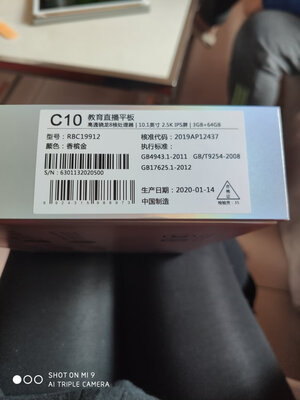 C10 教育直播平板
高通骁龙8核处理器 | 10.1英寸 2.5K IPS屏 | 3GB+64GB
型号：RBC19912
颜色：香槟金
S/N：6301132020500
核准代码：2019AP12437
执行标准：
GB4943.1-2011 GB/T9254-2008
GB17625.1-2012
生产日期：2020-01-14
中国制造
SHOT ON MI 9
AI TRIPLE CAMERA